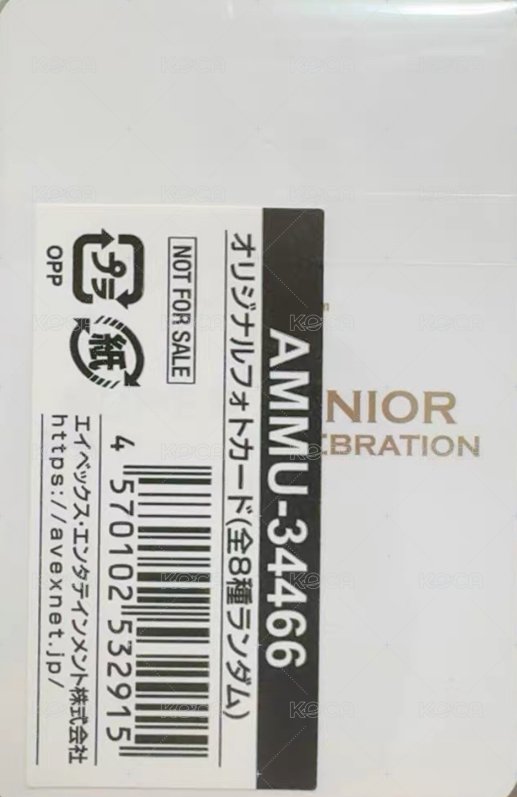 AMMU-34466
オリジナルフォトカード(全8種ランダム)
NOT FOR SALE
プラ
OPP
紙
4 570102 532915
エイベックス・エンタテインメント株式会社
https://avexnet.jp/
NIOR
EBRATION
KOCA